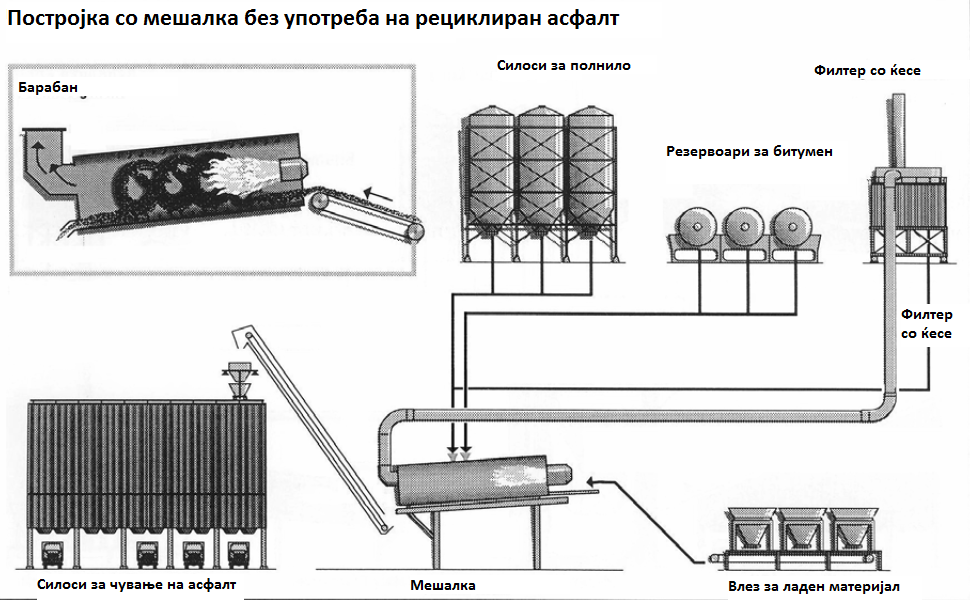 Постројка со мешалка без употреба на рециклиран асфалт
Барабан
Силоси за полнило
Филтер со ќесе
Резервоари за битумен
Филтер
со ќесе
Силоси за чување на асфалт
Мешалка
Влез за ладен материјал